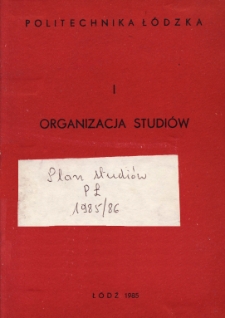 POLITECHNIKA ŁÓDZKA
I
ORGANIZACJA STUDIÓW
Plan studiów
PŁ
1985/86
ŁÓDŹ 1985